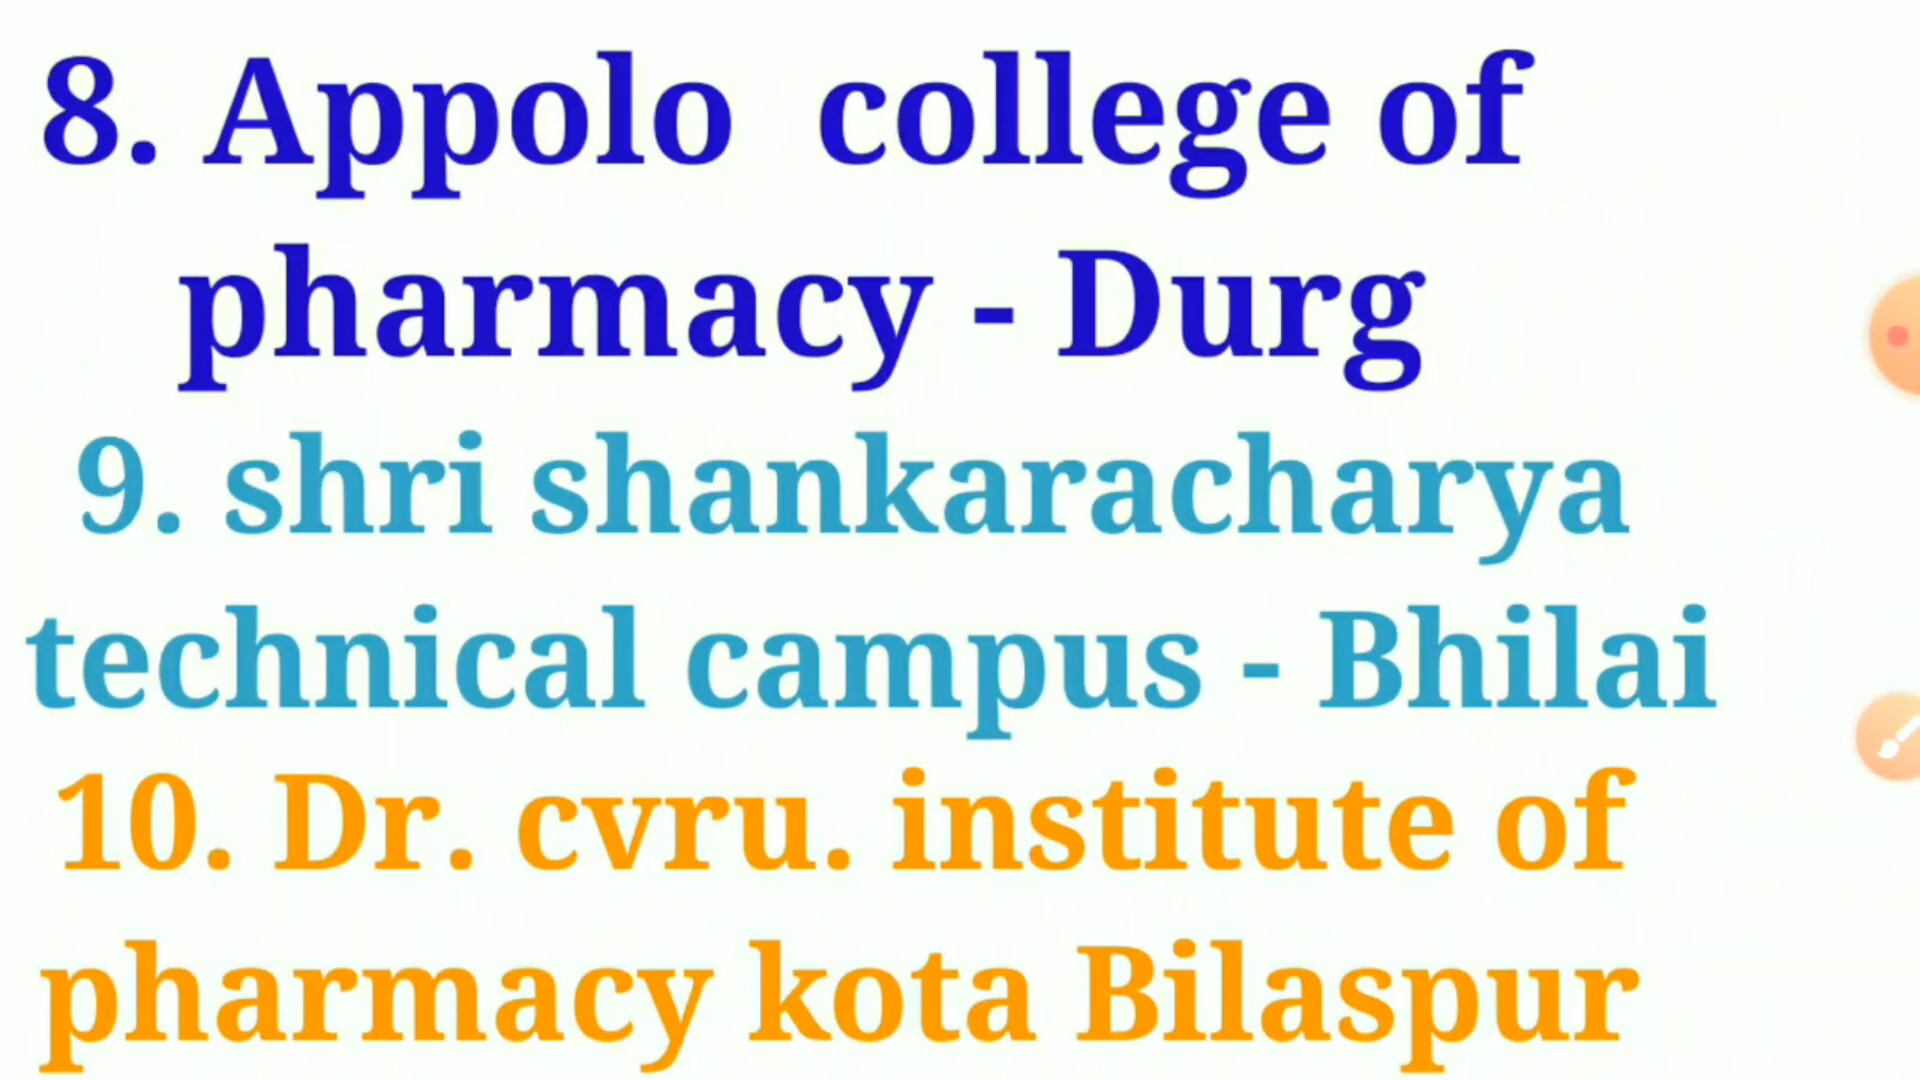 8. Appolo college of
pharmacy - Durg
9. shri shankaracharya
technical campus - Bhilai
10. Dr. cvru. institute of
pharmacy kota Bilaspur